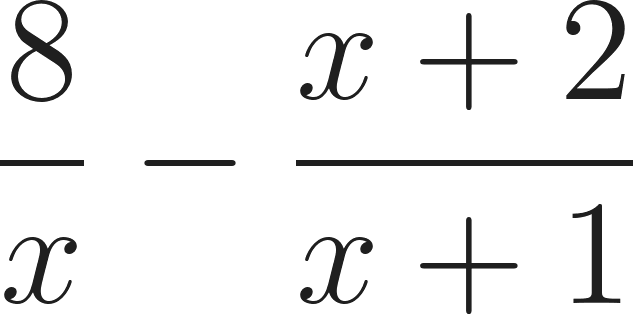 8/x − (x + 2)/(x + 1)